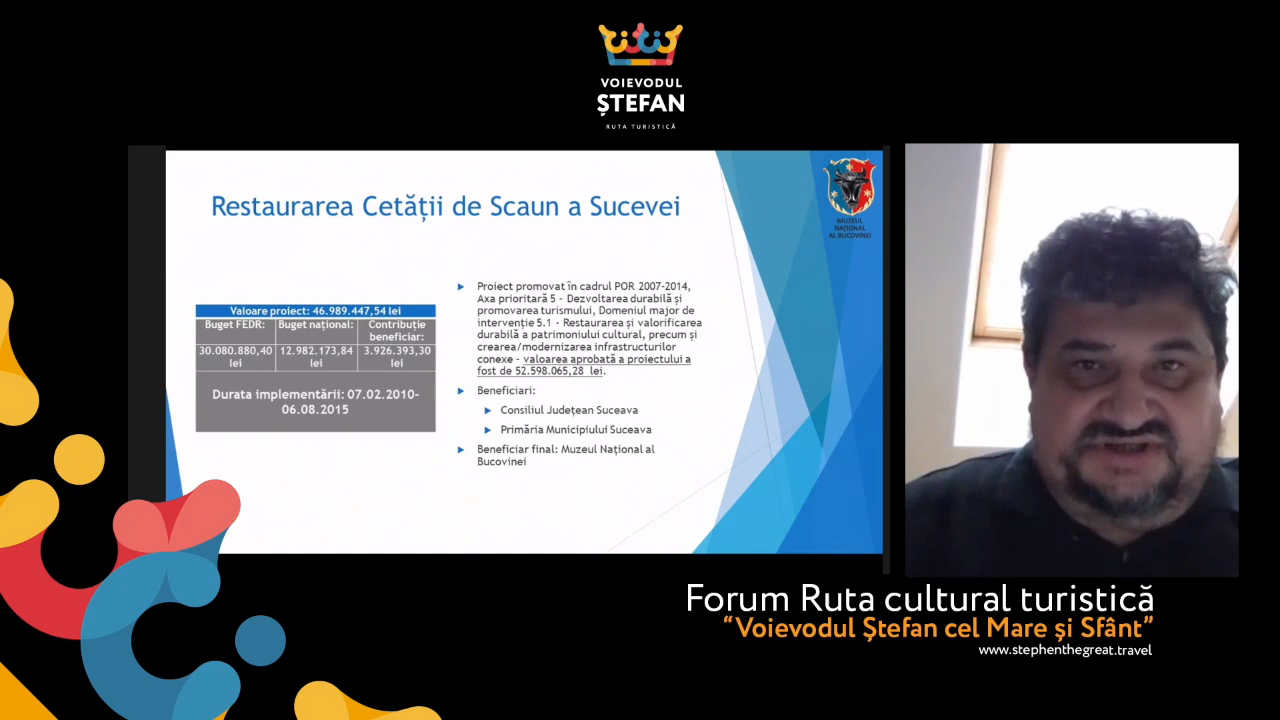 VOIEVODUL
ȘTEFAN
RUTA TURISTICĂ
Restaurarea Cetății de Scaun a Sucevei
MUZEUL
NAȚIONAL
AL BUCOVINEI
Valoare proiect: 46.989.447,54 lei
Buget FEDR:
Buget național:
Contribuție
beneficiar:
30.080.880,40
lei
12.982.173,84
lei
3.926.393,30
lei
Durata implementării: 07.02.2010-
06.08.2015
Proiect promovat în cadrul POR 2007-2014,
Axa prioritară 5 – Dezvoltarea durabilă și
promovarea turismului, Domeniul major de
intervenție 5.1 - Restaurarea și valorificarea
durabilă a patrimoniului cultural, precum și
crearea/modernizarea infrastructurilor
conexe – valoarea aprobată a proiectului a
fost de 52.598.065,28 lei.
Beneficiari:
Consiliul Județean Suceava
Primăria Municipiului Suceava
Beneficiar final: Muzeul Național al
Bucovinei
Forum Ruta cultural turistică
“Voievodul Ștefan cel Mare și Sfânt”
www.stephenthegreat.travel